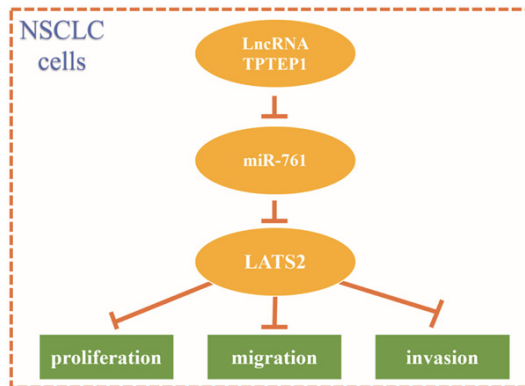 NSCLC
cells
LncRNA
TPTEP1
miR-761
LATS2
proliferation
migration
invasion